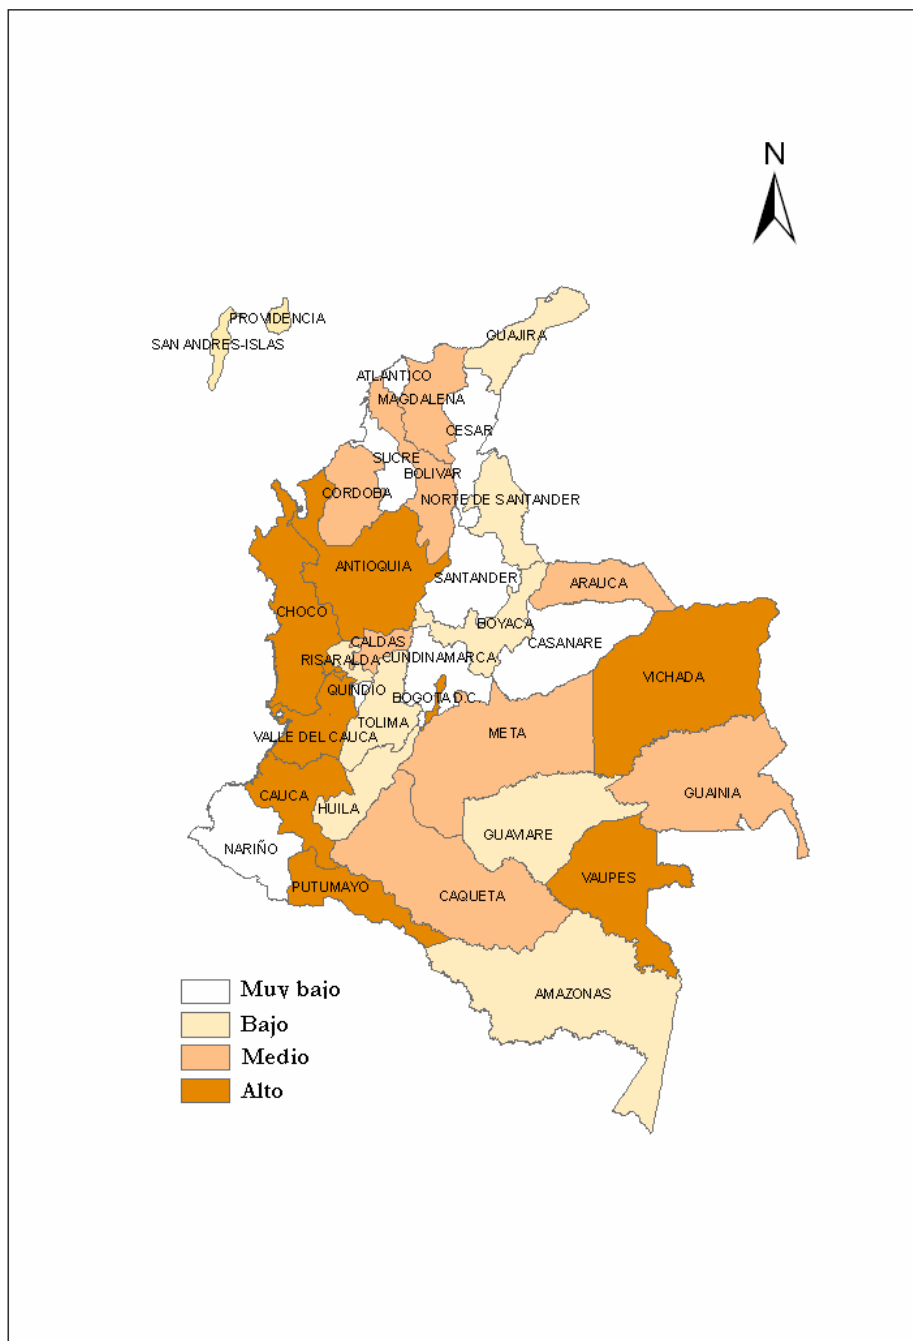 N
PROVIDENCIA
SAN ANDRES-ISLAS
GUAJIRA
ATLANTICO
MAGDALENA
CESAR
SUCRE
BOLIVAR
CORDOBA
NORTE DE SANTANDER
ANTIOQUIA
SANTANDER
ARAUCA
CHOCO
BOYACA
CALDAS
CASANARE
RISARALDA
CUNDINAMARCA
VICHADA
QUINDIO
BOGOTA D.C.
TOLIMA
META
VALLE DEL CAUCA
CAUCA
GUAINIA
HUILA
GUAVIARE
NARIÑO
VAUPES
PUTUMAYO
CAQUETA
AMAZONAS
Muy bajo
Bajo
Medio
Alto